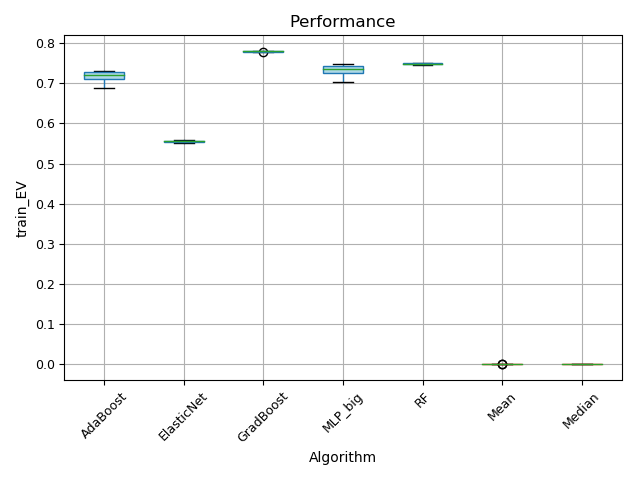 Performance
train_EV
0.8
0.7
0.6
0.5
0.4
0.3
0.2
0.1
0.0
AdaBoost
ElasticNet
GradBoost
MLP_big
RF
Mean
Median
Algorithm